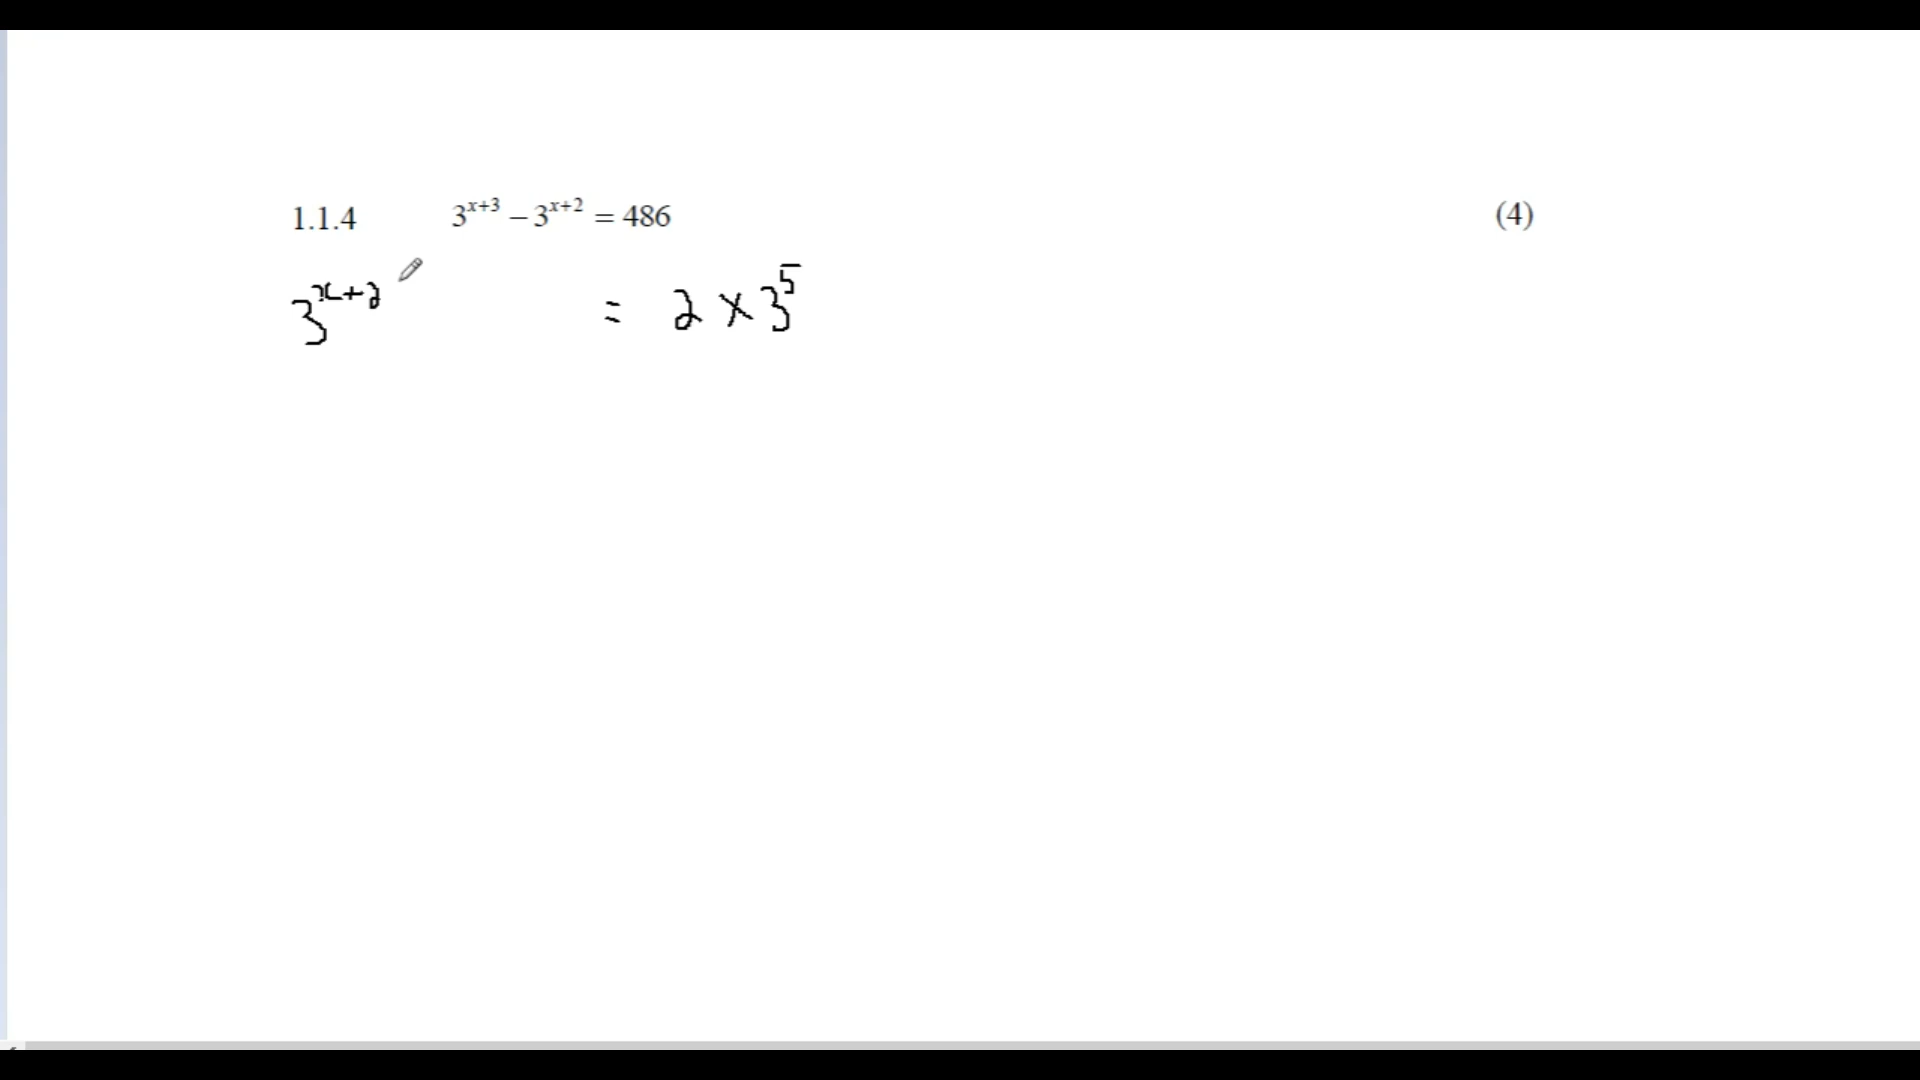 1.1.4 3^{x+3} − 3^{x+2} = 486 (4)
3^{x+2} = 2 × 3^5